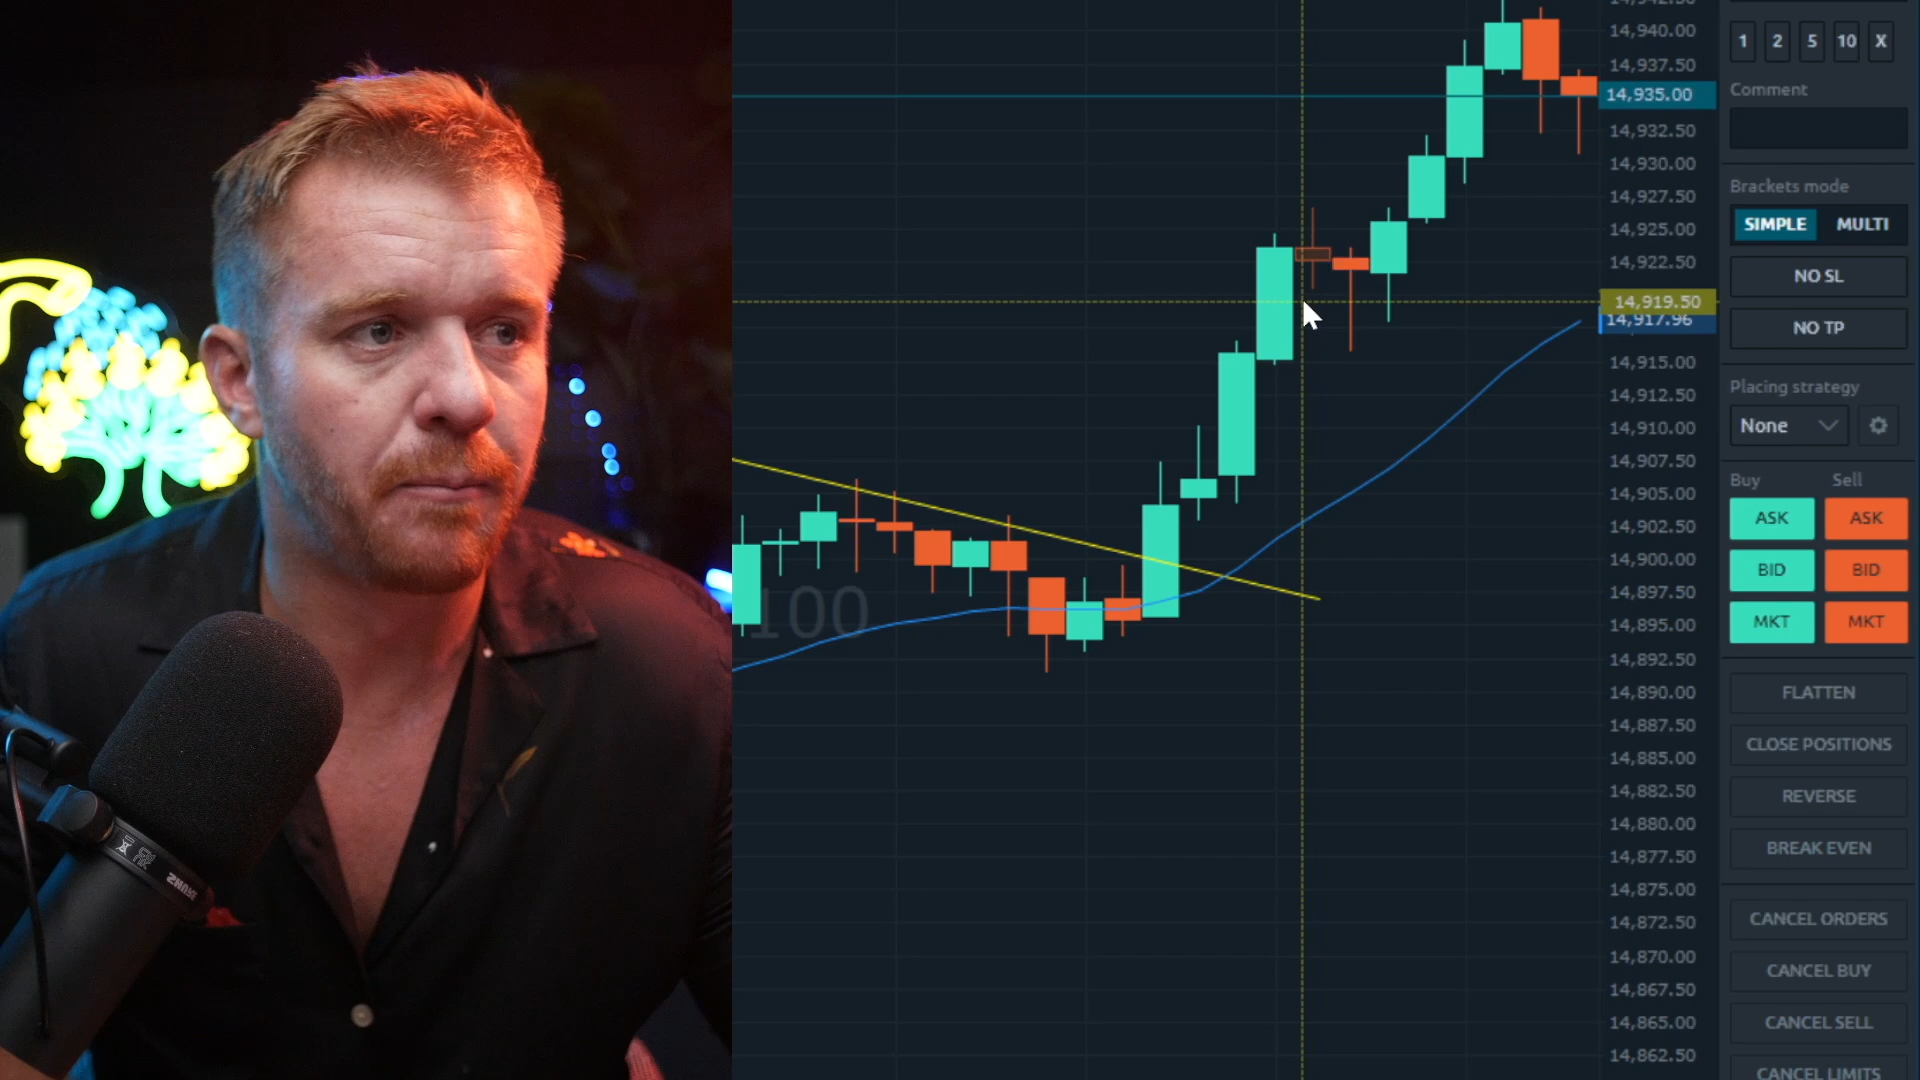 100
14,940.00
14,937.50
14,935.00
14,932.50
14,930.00
14,927.50
14,925.00
14,922.50
14,919.50
14,917.96
14,915.00
14,912.50
14,910.00
14,907.50
14,905.00
14,902.50
14,900.00
14,897.50
14,895.00
14,892.50
14,890.00
14,887.50
14,885.00
14,882.50
14,880.00
14,877.50
14,875.00
14,872.50
14,870.00
14,867.50
14,865.00
14,862.50
1 2 5 10 X
Comment
Brackets mode
SIMPLE MULTI
NO SL
NO TP
Placing strategy
None
Buy Sell
ASK ASK
BID BID
MKT MKT
FLATTEN
CLOSE POSITIONS
REVERSE
BREAK EVEN
CANCEL ORDERS
CANCEL BUY
CANCEL SELL
CANCEL LIMITS